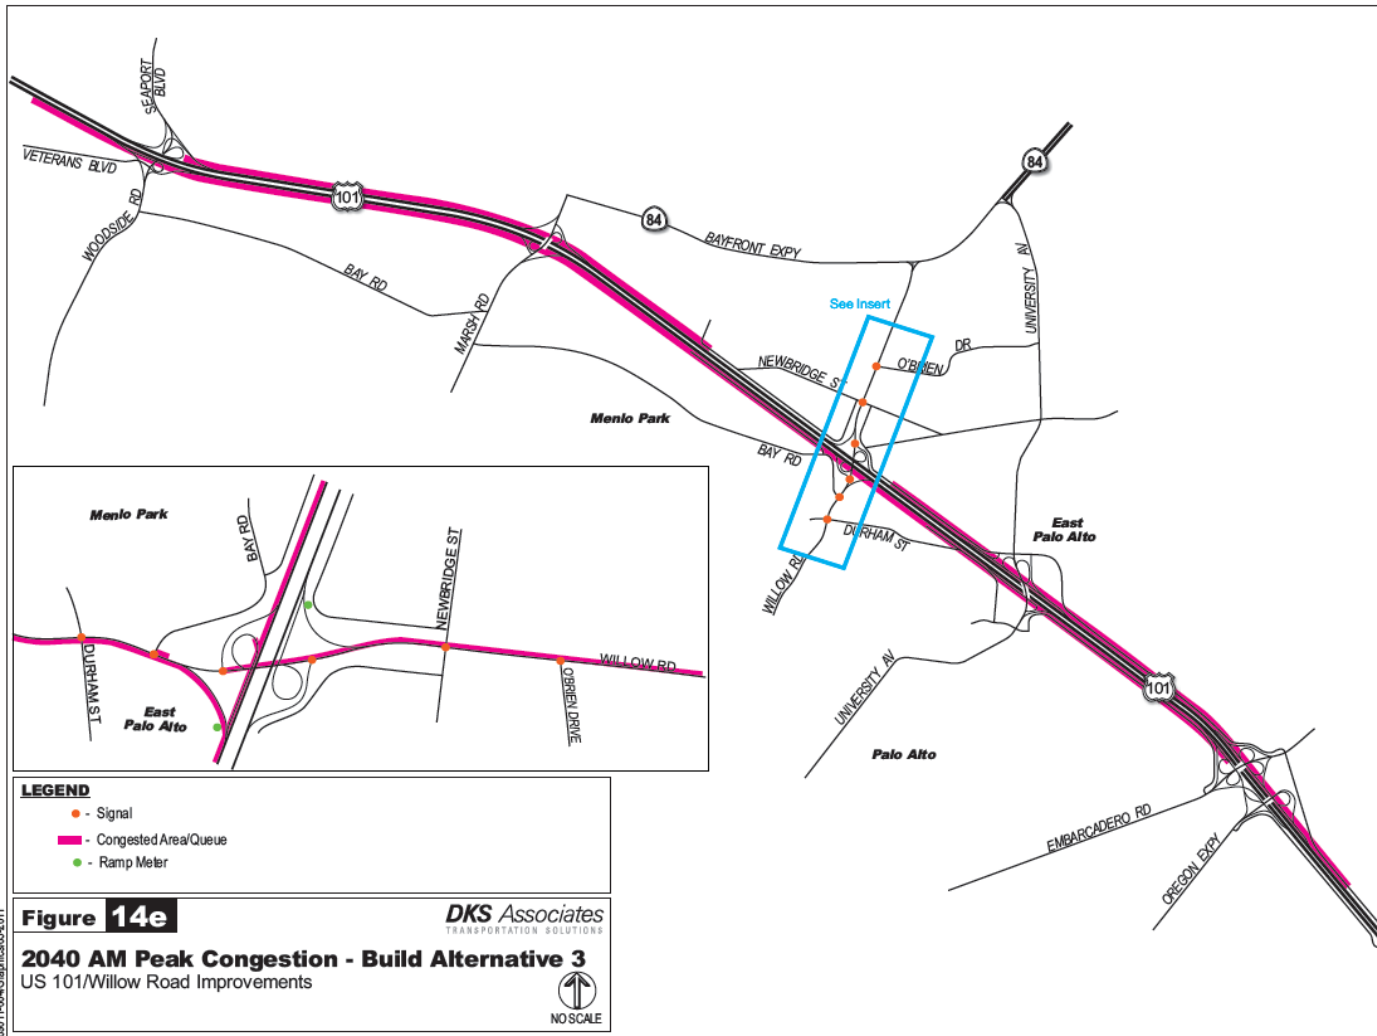 SEAPORT
BLVD
VETERANS BLVD
WOODSIDE RD
101
BAY RD
MARSH RD
84
BAYFRONT EXPY
84
UNIVERSITY AV
See Insert
NEWBRIDGE ST
O'BRIEN DR
Menlo Park
BAY RD
DURHAM ST
WILLOW RD
East
Palo Alto
UNIVERSITY AV
101
Palo Alto
EMBARCADERO RD
OREGON EXPY
Menlo Park
BAY RD
NEWBRIDGE ST
DURHAM ST
WILLOW RD
East
Palo Alto
O'BRIEN DRIVE
LEGEND
- Signal
- Congested Area/Queue
- Ramp Meter
Figure 14e
DKS Associates
TRANSPORTATION SOLUTIONS
2040 AM Peak Congestion - Build Alternative 3
US 101/Willow Road Improvements
NO SCALE